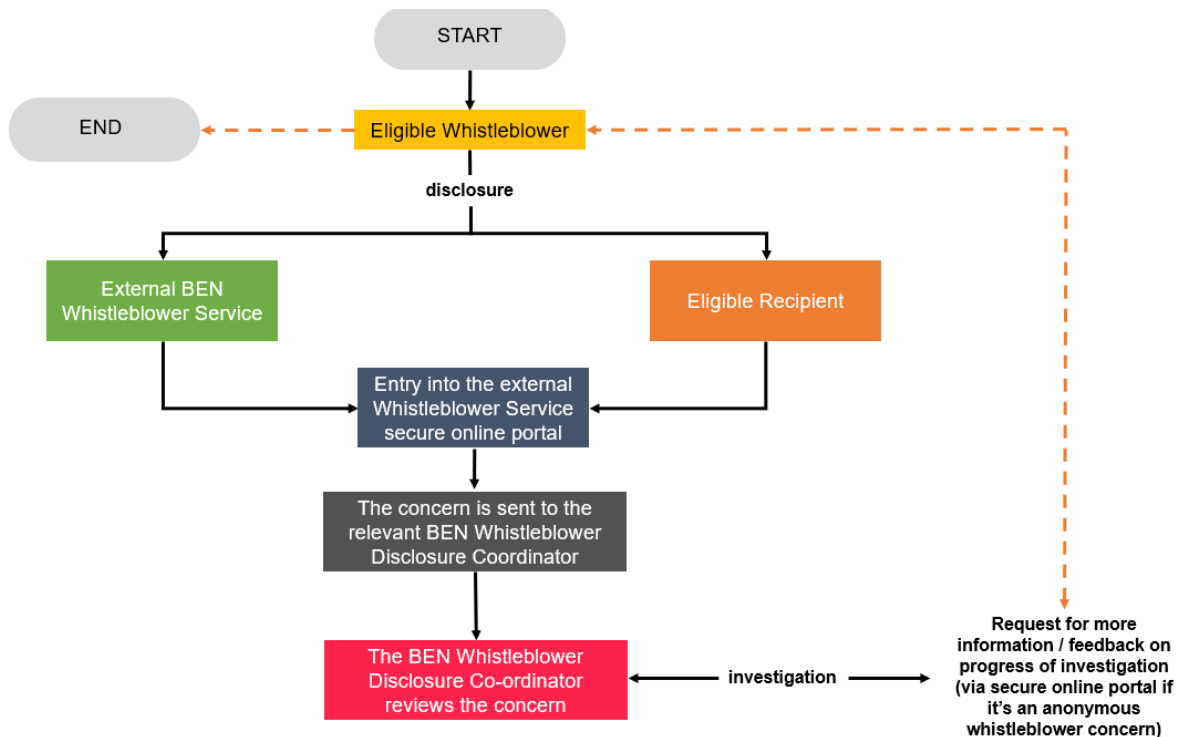 START
END
Eligible Whistleblower
disclosure
External BEN
Whistleblower Service
Eligible Recipient
Entry into the external
Whistleblower Service
secure online portal
The concern is sent to the
relevant BEN Whistleblower
Disclosure Coordinator
The BEN Whistleblower
Disclosure Co-ordinator
reviews the concern
investigation
Request for more
information / feedback on
progress of investigation
(via secure online portal if
it's an anonymous
whistleblower concern)